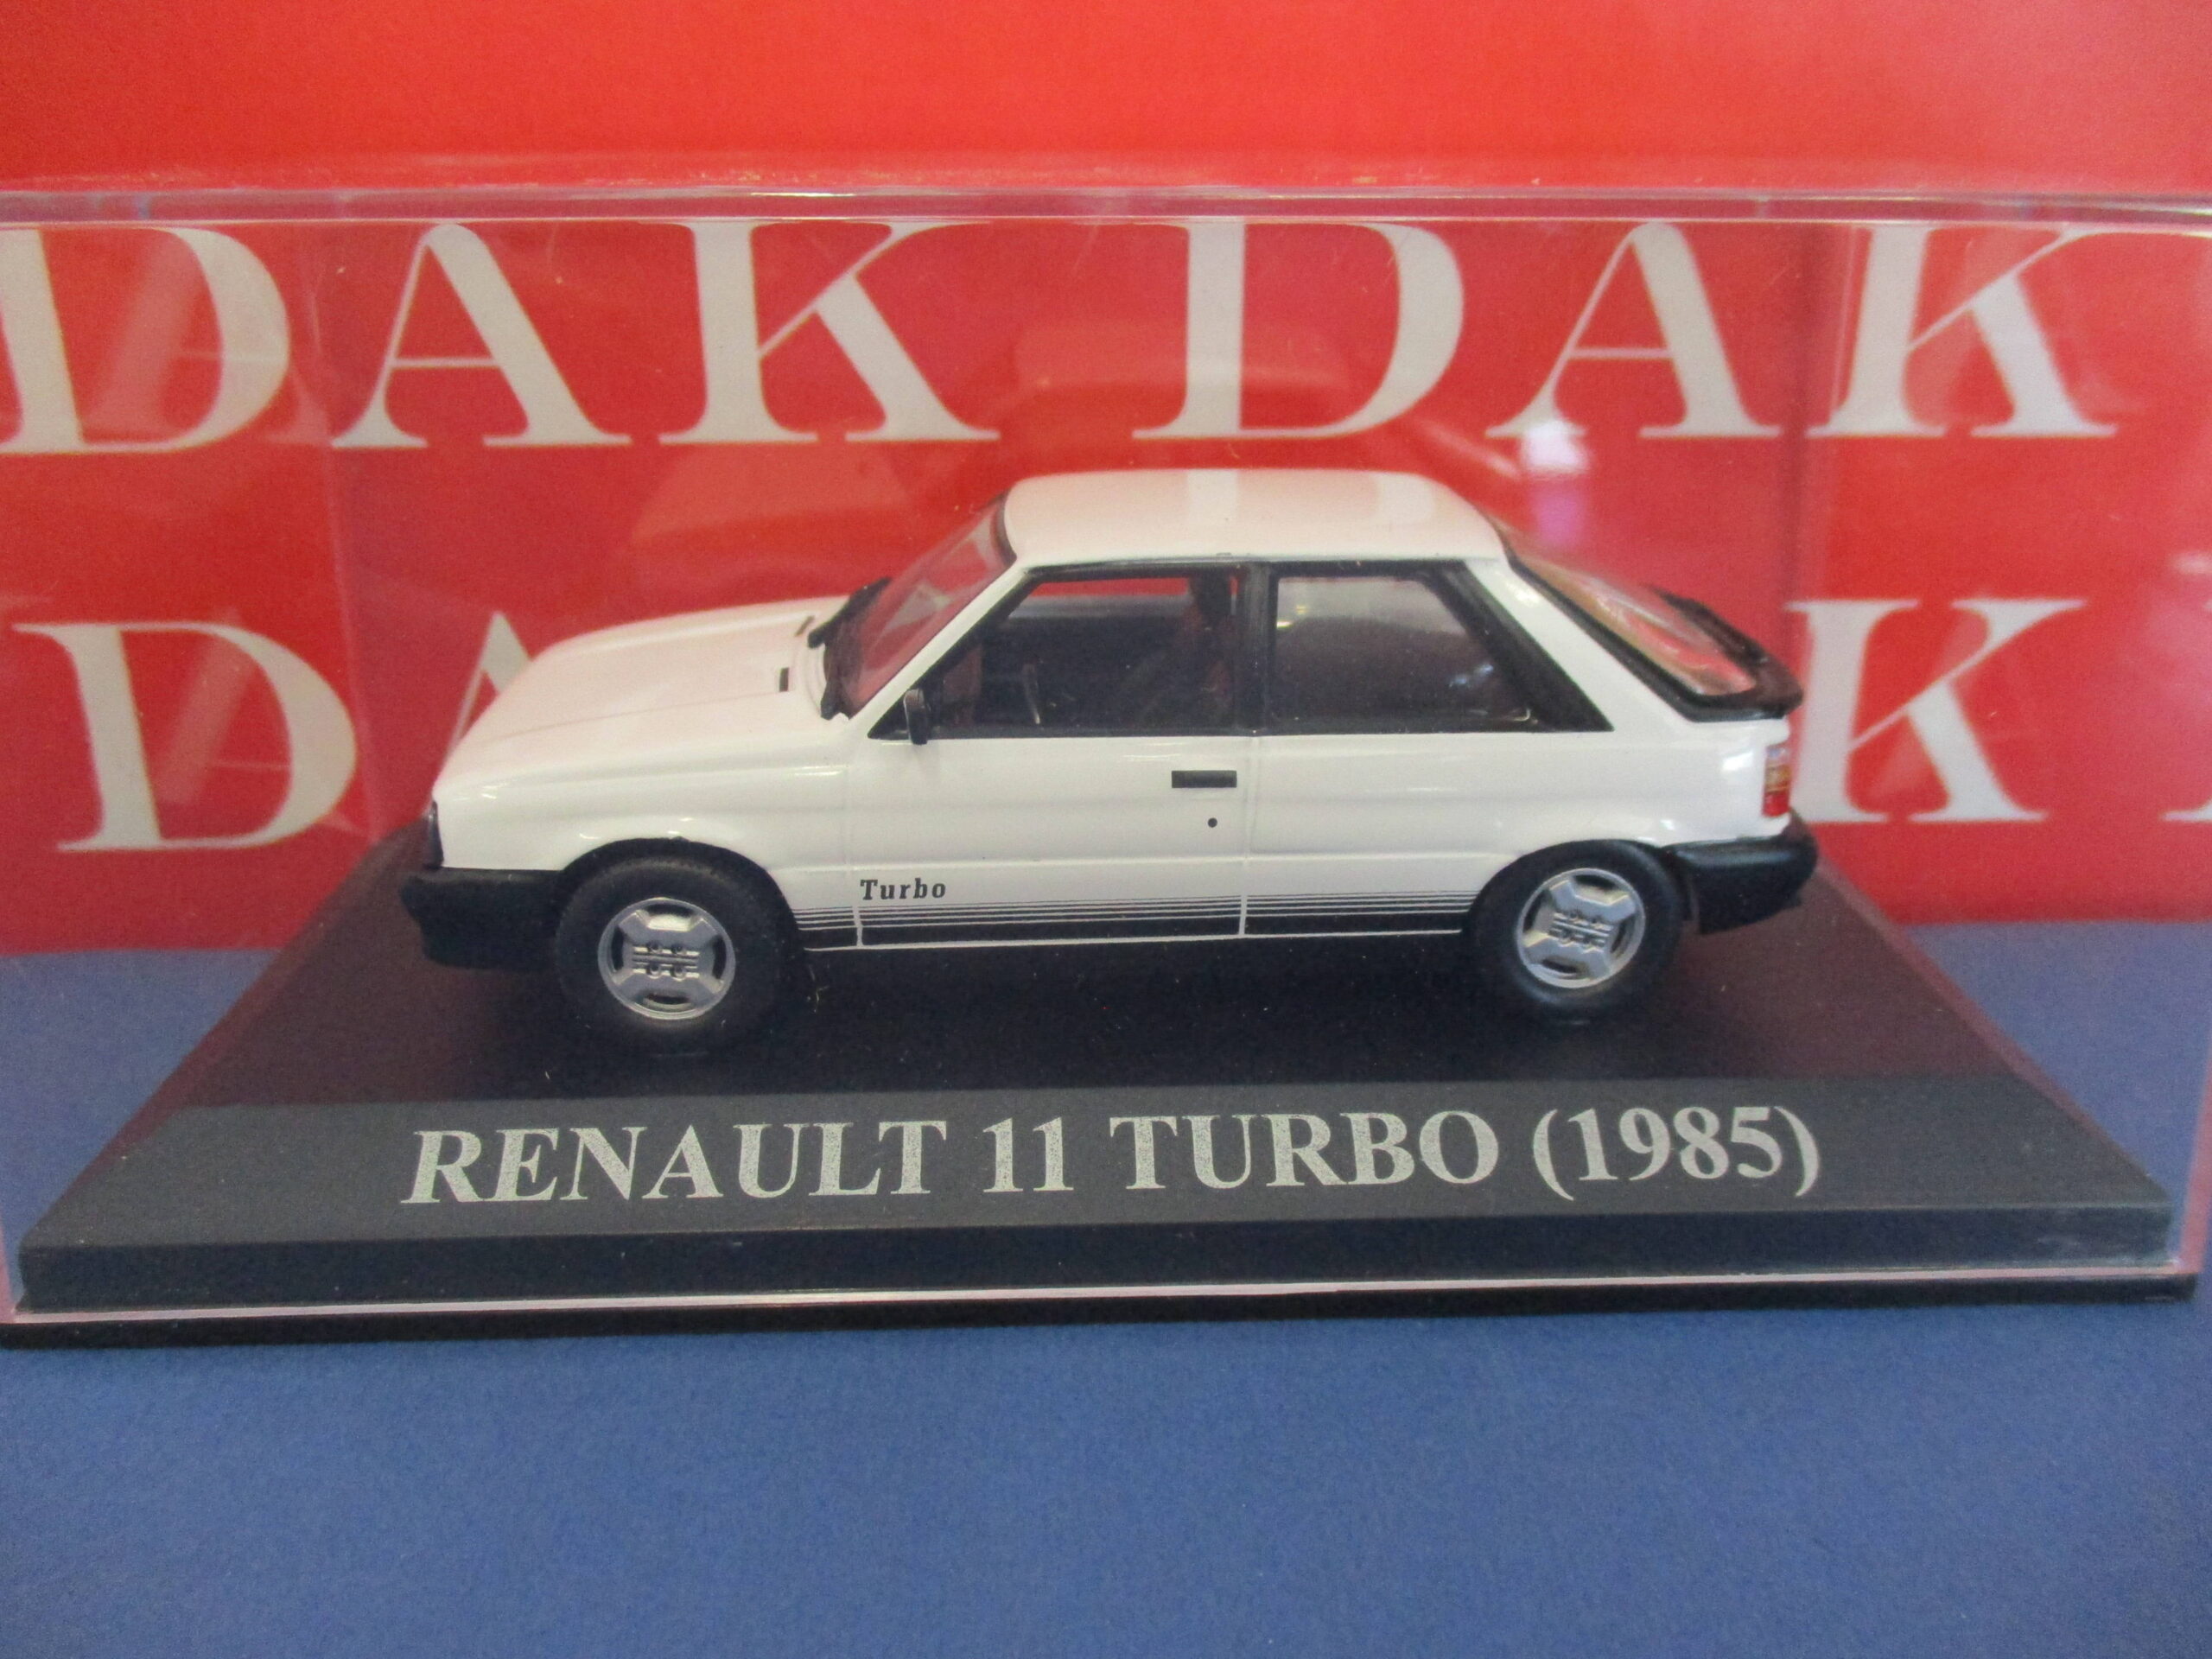 DAK DAK
DAK K
Turbo
RENAULT 11 TURBO (1985)